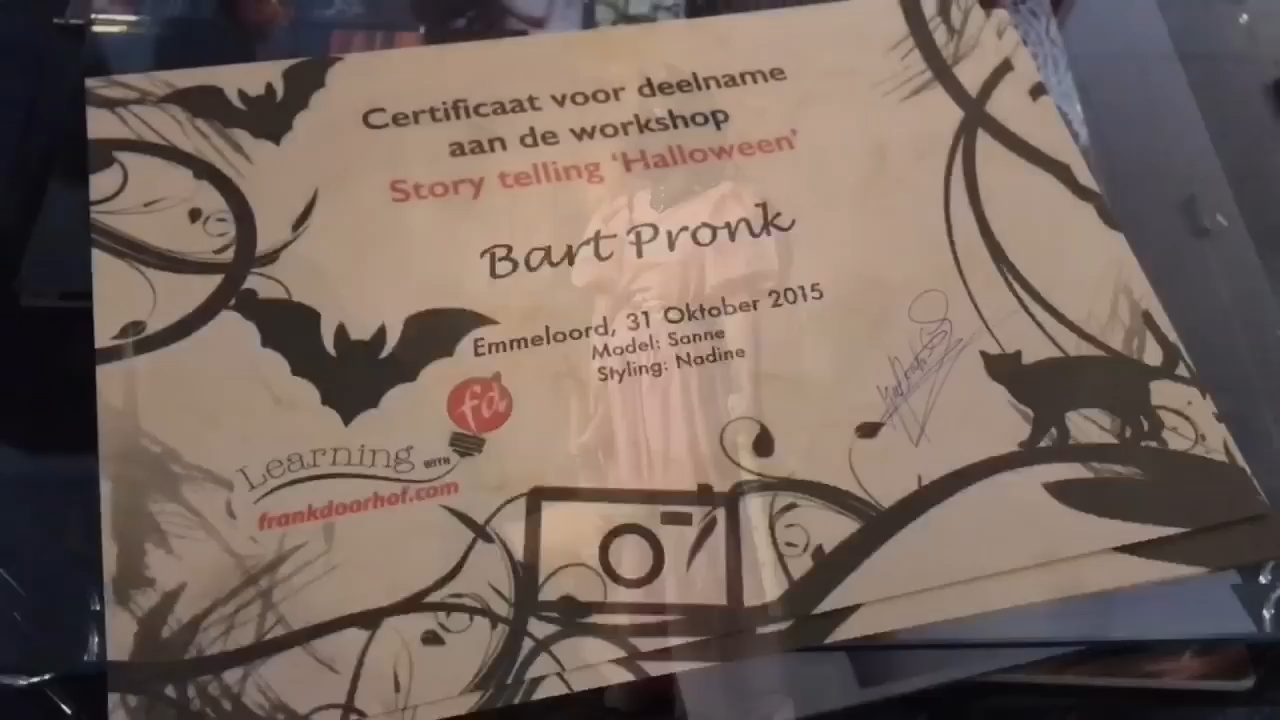 Certificaat voor deelname
aan de workshop
Story telling 'Halloween'
Bart Pronk
Emmeloord, 31 Oktober 2015
Model: Sanne
Styling: Nadine
fd
Learning WITH
frankdoorhof.com